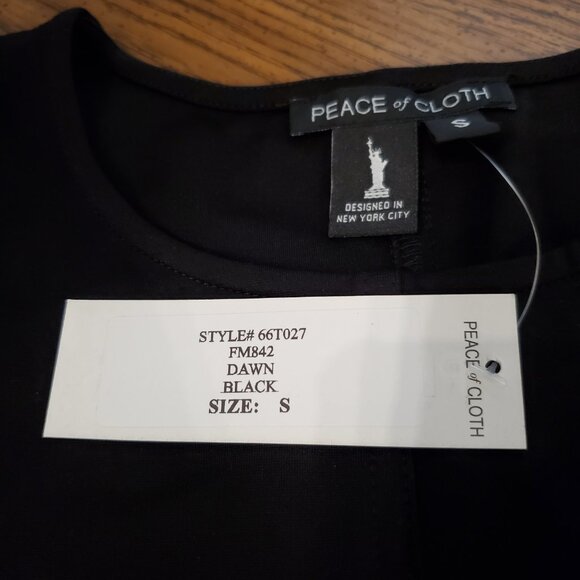 PEACE of CLOTH
S
DESIGNED IN
NEW YORK CITY
STYLE# 66T027
FM842
DAWN
BLACK
SIZE: S
PEACE of CLOTH